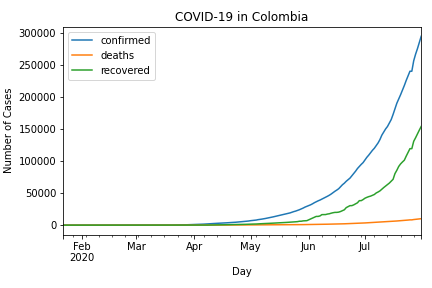 COVID-19 in Colombia
confirmed
deaths
recovered
300000
250000
200000
150000
100000
50000
0
Number of Cases
Feb Mar Apr May Jun Jul
2020
Day